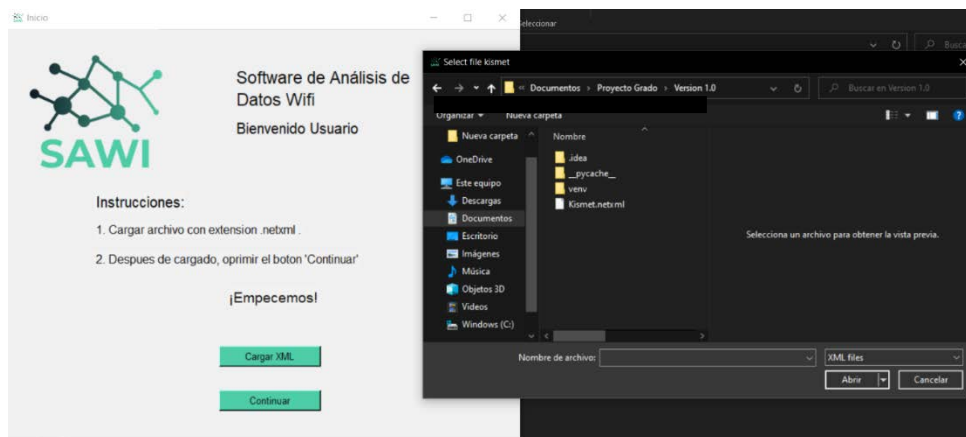 Inicio
Software de Análisis de
Datos Wifi
Bienvenido Usuario
SAWI
Instrucciones:
1. Cargar archivo con extension .netxml .
2. Despues de cargado, oprimir el boton 'Continuar'
¡Empecemos!
Cargar XML
Continuar
Seleccionar
Busca
Select file kismet
« Documentos › Proyecto Grado › Version 1.0
Buscar en Version 1.0
Organizar
Nueva carpeta
Nueva carpeta
OneDrive
Este equipo
Descargas
Documentos
Escritorio
Imágenes
Música
Objetos 3D
Videos
Windows (C:)
Nombre
.idea
__pycache__
venv
Kismet.netxml
Selecciona un archivo para obtener la vista previa.
Nombre de archivo:
XML files
Abrir
Cancelar